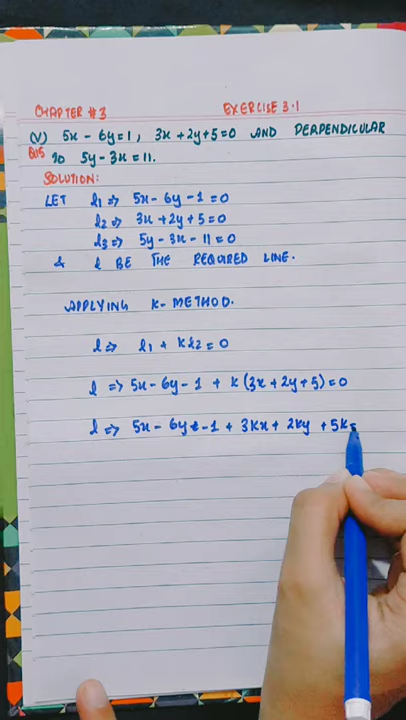 CHAPTER #3 EXERCISE 3.1
(V) 5x - 6y=1, 3x +2y+5=0 AND PERPENDICULAR
Q15 TO 5y-3x=11.
SOLUTION:
LET l₁ => 5x-6y-1=0
l₂ => 3x+2y+5=0
l₃ => 5y-3x-11=0
& l BE THE REQUIRED LINE.
APPLYING K-METHOD.
l => l₁ + kl₂=0
l => 5x-6y-1 + k(3x+2y+5)=0
l => 5x - 6y -1 + 3kx + 2ky +5k=